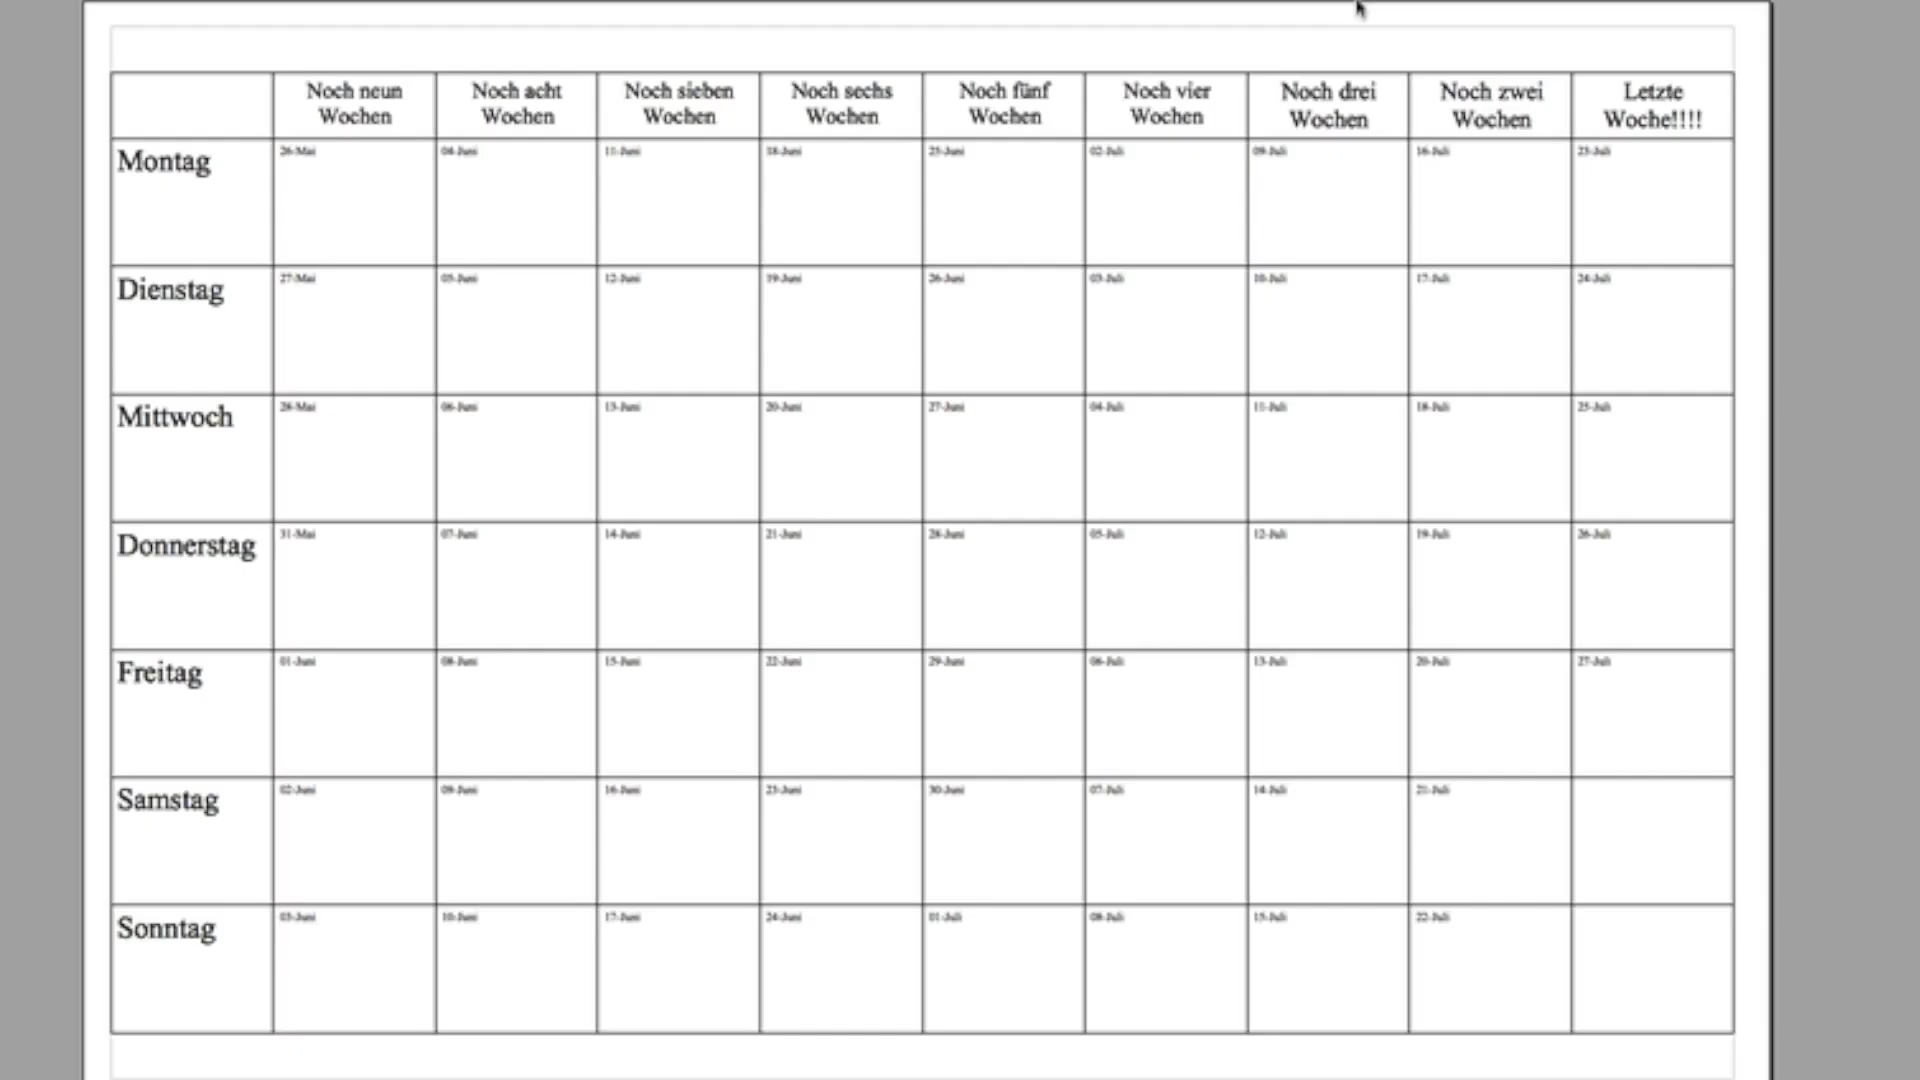 Noch neun
Wochen
Noch acht
Wochen
Noch sieben
Wochen
Noch sechs
Wochen
Noch fünf
Wochen
Noch vier
Wochen
Noch drei
Wochen
Noch zwei
Wochen
Letzte
Woche!!!!
Montag
26-Mai
04-Juni
11-Juni
18-Juni
25-Juni
02-Juli
09-Juli
16-Juli
23-Juli
Dienstag
27-Mai
05-Juni
12-Juni
19-Juni
26-Juni
03-Juli
10-Juli
17-Juli
24-Juli
Mittwoch
28-Mai
06-Juni
13-Juni
20-Juni
27-Juni
04-Juli
11-Juli
18-Juli
25-Juli
Donnerstag
31-Mai
07-Juni
14-Juni
21-Juni
28-Juni
05-Juli
12-Juli
19-Juli
26-Juli
Freitag
01-Juni
08-Juni
15-Juni
22-Juni
29-Juni
06-Juli
13-Juli
20-Juli
27-Juli
Samstag
02-Juni
09-Juni
16-Juni
23-Juni
30-Juni
07-Juli
14-Juli
21-Juli
Sonntag
03-Juni
10-Juni
17-Juni
24-Juni
01-Juli
08-Juli
15-Juli
22-Juli